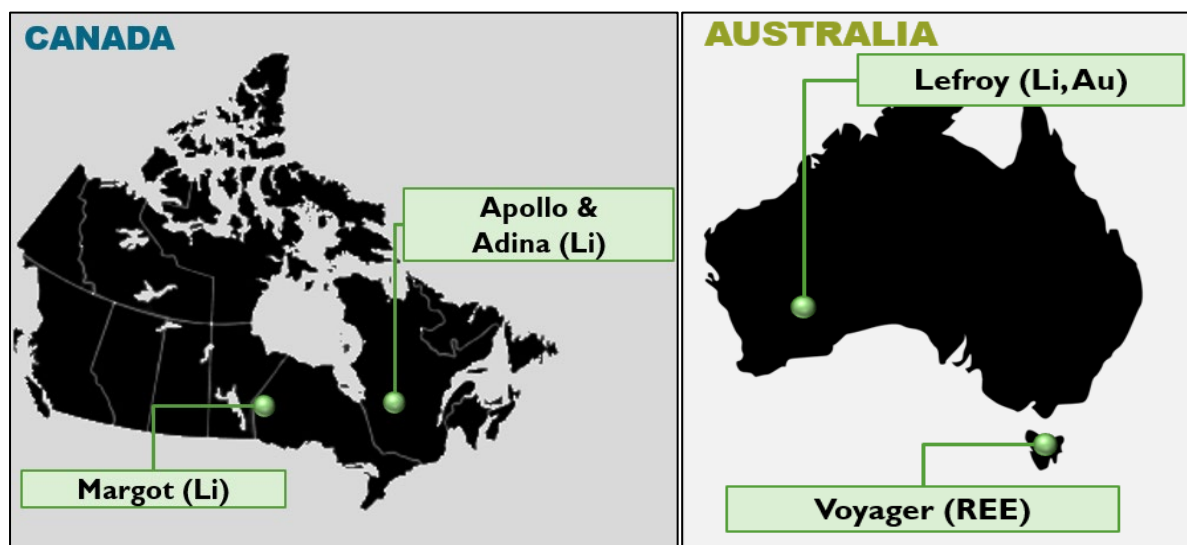 CANADA
Apollo &
Adina (Li)
Margot (Li)
AUSTRALIA
Lefroy (Li, Au)
Voyager (REE)